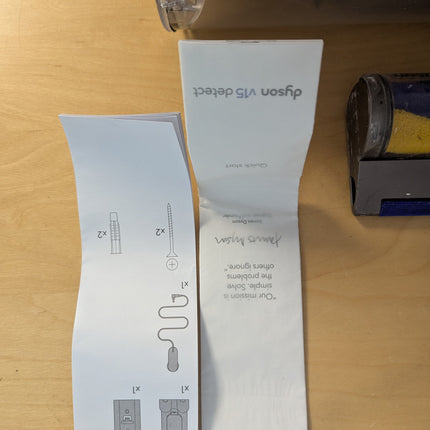 dyson v15 detect
Quick start
James Dyson
"Our mission is
simple. Solve
the problems
others ignore."
x2
x2
x1
x1
x1